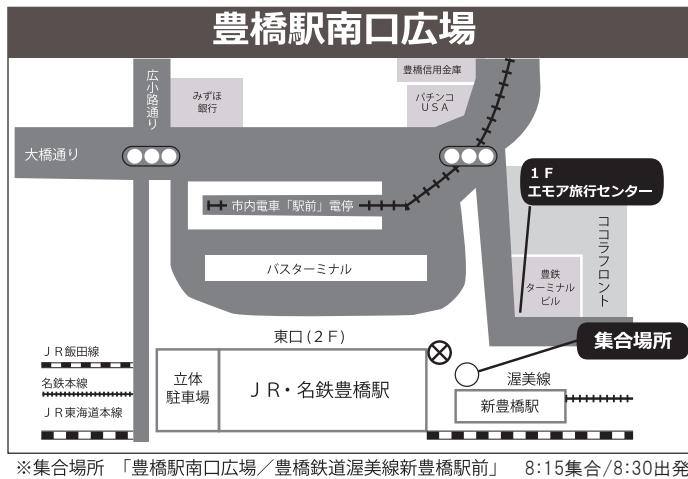 豊橋駅南口広場
豊橋信用金庫
広小路通り
みずほ
銀行
パチンコ
USA
大橋通り
1F
エモア旅行センター
市内電車「駅前」電停
ココラフロント
バスターミナル
豊鉄
ターミナル
ビル
東口(2F)
集合場所
JR飯田線
名鉄本線
JR東海道本線
立体
駐車場
JR・名鉄豊橋駅
渥美線
新豊橋駅
※集合場所 「豊橋駅南口広場/豊橋鉄道渥美線新豊橋駅前」 8:15集合/8:30出発